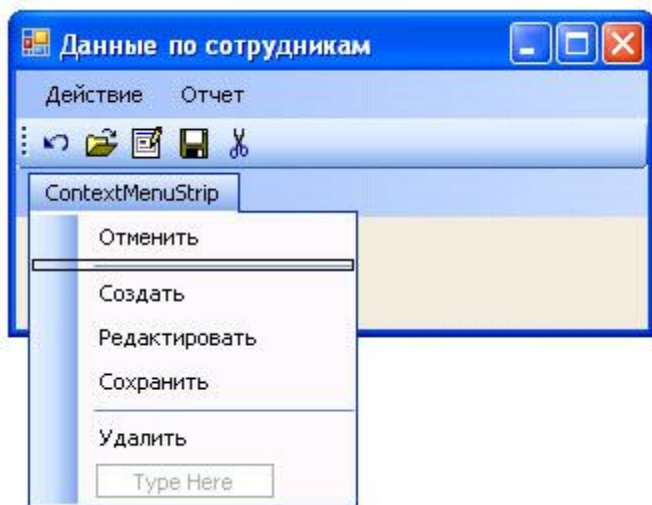 Данные по сотрудникам
Действие Отчет
ContextMenuStrip
Отменить
Создать
Редактировать
Сохранить
Удалить
Type Here